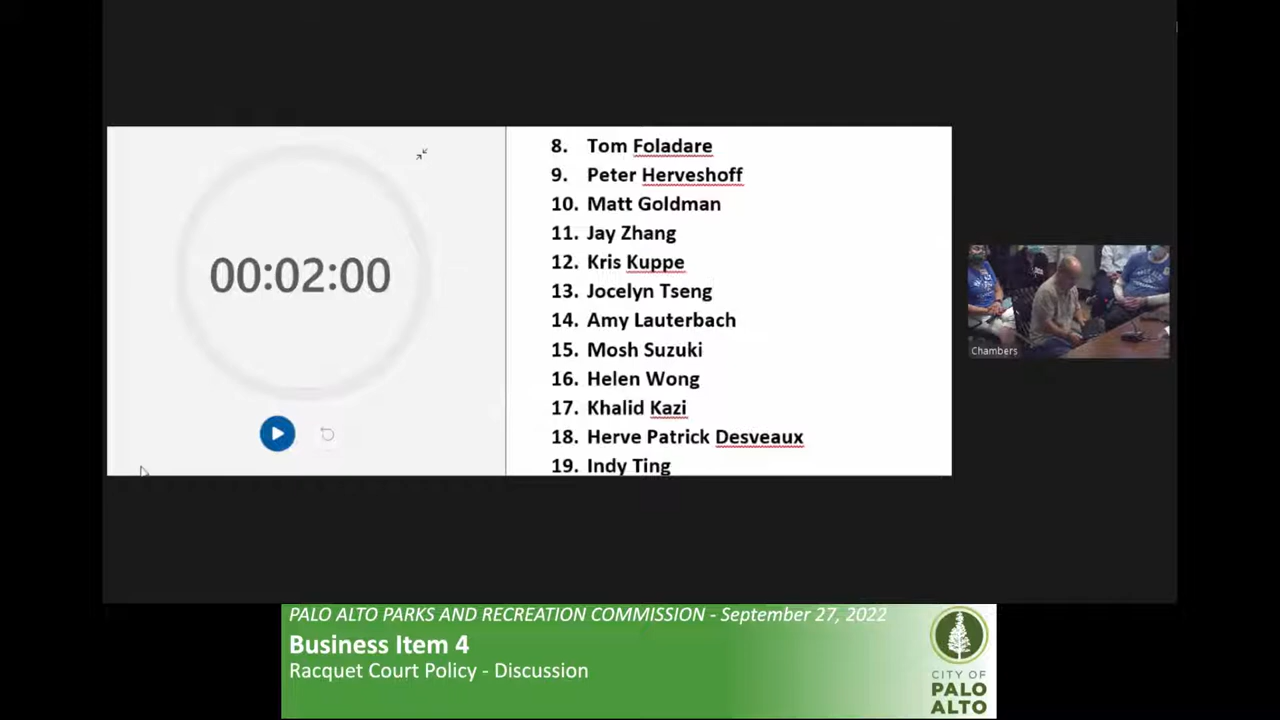 00:02:00
8. Tom Foladare
9. Peter Herveshoff
10. Matt Goldman
11. Jay Zhang
12. Kris Kuppe
13. Jocelyn Tseng
14. Amy Lauterbach
15. Mosh Suzuki
16. Helen Wong
17. Khalid Kazi
18. Herve Patrick Desveaux
19. Indy Ting
Chambers
PALO ALTO PARKS AND RECREATION COMMISSION - September 27, 2022
Business Item 4
Racquet Court Policy - Discussion
CITY OF
PALO
ALTO